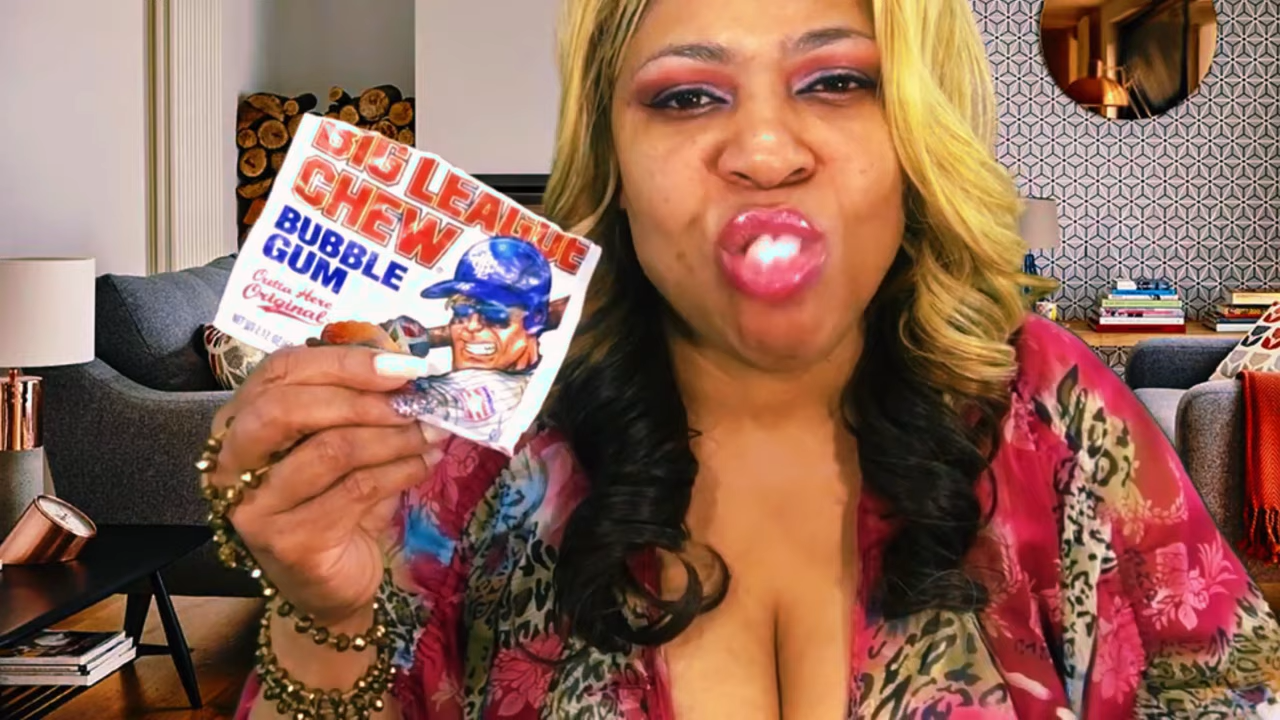 BIG LEAGUE
CHEW
BUBBLE
GUM
Outta Here
Original